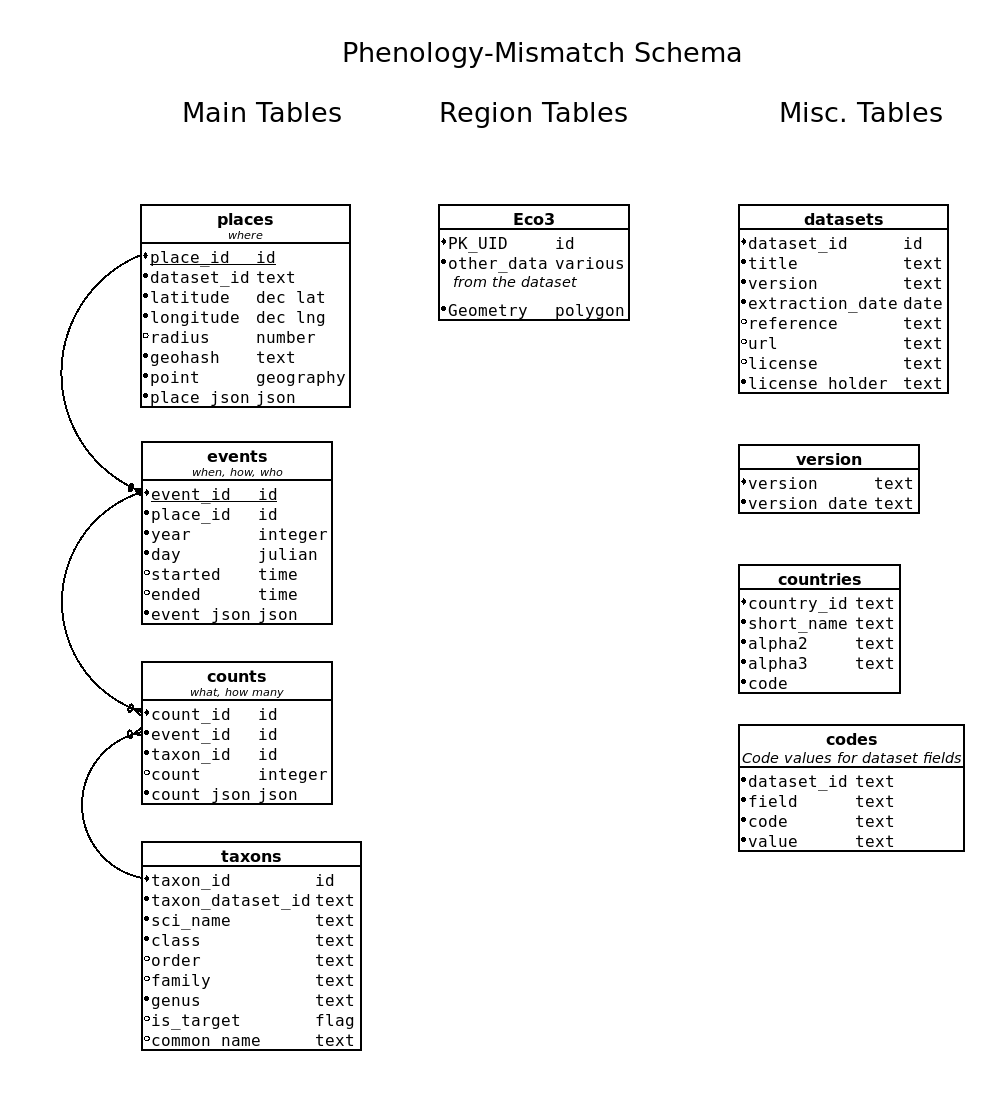 Phenology-Mismatch Schema
Main Tables
Region Tables
Misc. Tables
places
where
place_id id
dataset_id text
latitude dec lat
longitude dec lng
radius number
geohash text
point geography
place_json json
events
when, how, who
event_id id
place_id id
year integer
day julian
started time
ended time
event_json json
counts
what, how many
count_id id
event_id id
taxon_id id
count integer
count_json json
taxons
taxon_id id
taxon_dataset_id text
sci_name text
class text
order text
family text
genus text
is_target flag
common_name text
Eco3
PK_UID id
other_data various
from the dataset
Geometry polygon
datasets
dataset_id id
title text
version text
extraction_date date
reference text
url text
license text
license_holder text
version
version text
version_date text
countries
country_id text
short_name text
alpha2 text
alpha3 text
code
codes
Code values for dataset fields
dataset_id text
field text
code text
value text